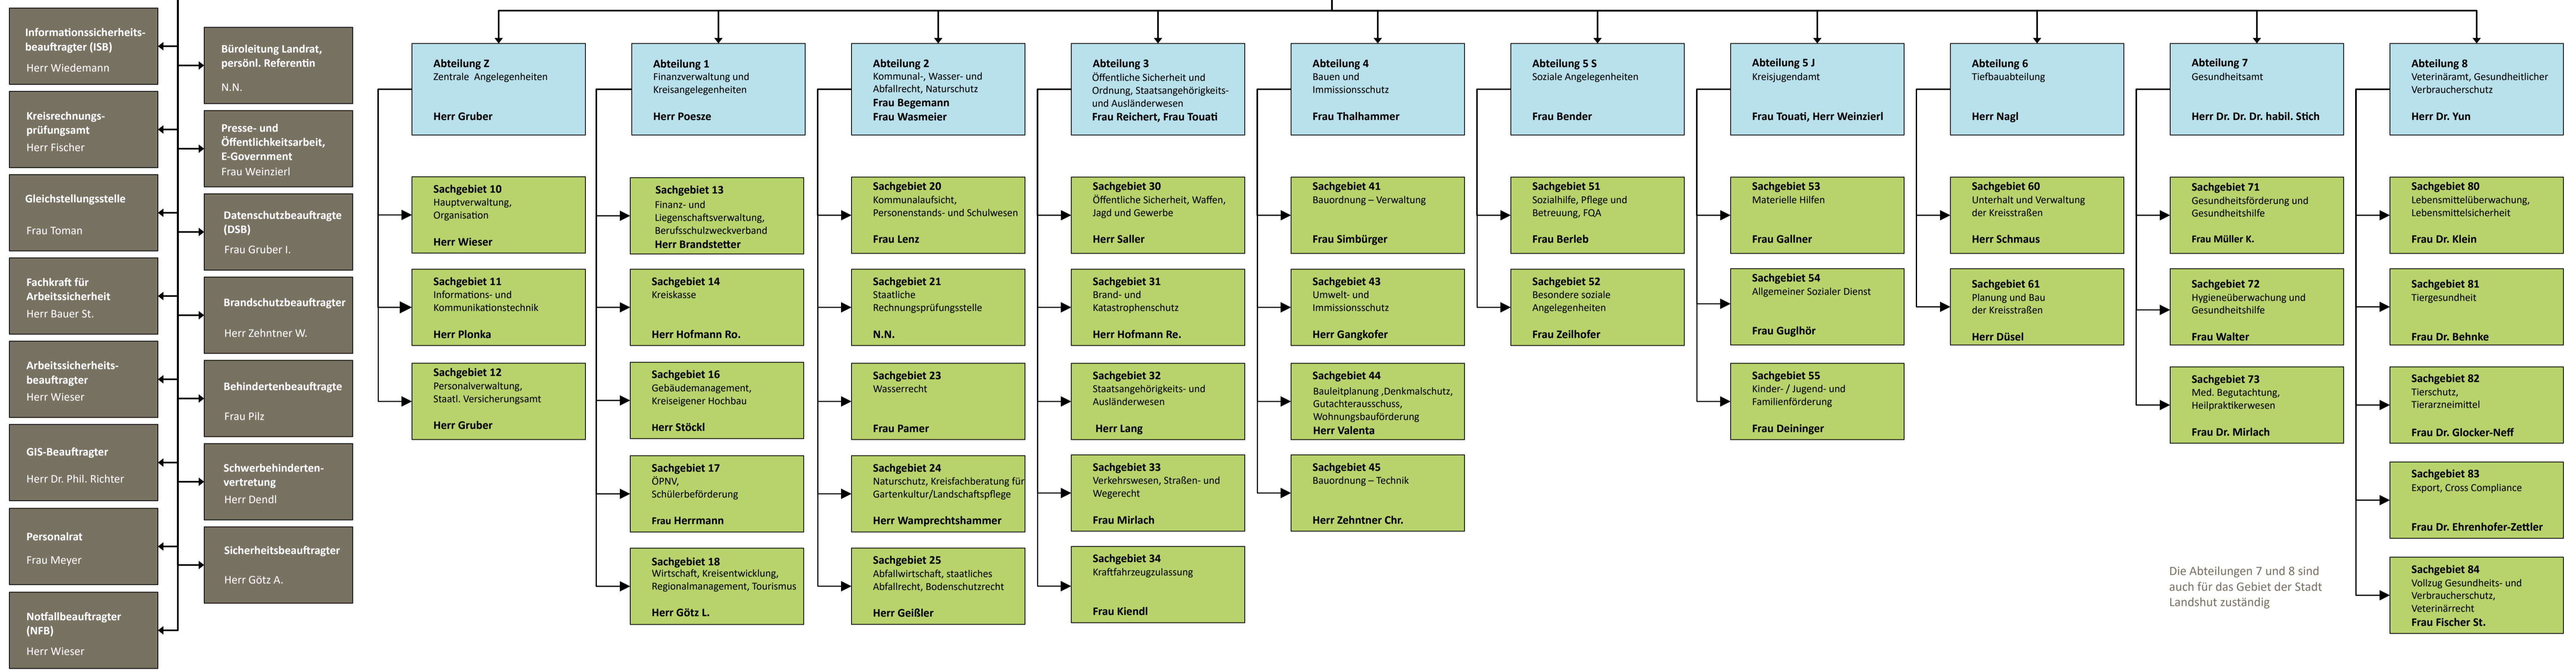 Informationssicherheits-
beauftragter (ISB)
Herr Wiedemann
Kreisrechnungs-
prüfungsamt
Herr Fischer
Gleichstellungsstelle
Frau Toman
Fachkraft für
Arbeitssicherheit
Herr Bauer St.
Arbeitssicherheits-
beauftragter
Herr Wieser
GIS-Beauftragter
Herr Dr. Phil. Richter
Personalrat
Frau Meyer
Notfallbeauftragter
(NFB)
Herr Wieser
Büroleitung Landrat,
persönl. Referentin
N.N.
Presse- und
Öffentlichkeitsarbeit,
E-Government
Frau Weinzierl
Datenschutzbeauftragte
(DSB)
Frau Gruber I.
Brandschutzbeauftragter
Herr Zehntner W.
Behindertenbeauftragte
Frau Pilz
Schwerbehinderten-
vertretung
Herr Dendl
Sicherheitsbeauftragter
Herr Götz A.
Abteilung Z
Zentrale Angelegenheiten
Herr Gruber
Sachgebiet 10
Hauptverwaltung,
Organisation
Herr Wieser
Sachgebiet 11
Informations- und
Kommunikationstechnik
Herr Plonka
Sachgebiet 12
Personalverwaltung,
Staatl. Versicherungsamt
Herr Gruber
Abteilung 1
Finanzverwaltung und
Kreisangelegenheiten
Herr Poesze
Sachgebiet 13
Finanz- und
Liegenschaftsverwaltung,
Berufsschulzweckverband
Herr Brandstetter
Sachgebiet 14
Kreiskasse
Herr Hofmann Ro.
Sachgebiet 16
Gebäudemanagement,
Kreiseigener Hochbau
Herr Stöckl
Sachgebiet 17
ÖPNV,
Schülerbeförderung
Frau Herrmann
Sachgebiet 18
Wirtschaft, Kreisentwicklung,
Regionalmanagement, Tourismus
Herr Götz L.
Abteilung 2
Kommunal-, Wasser- und
Abfallrecht, Naturschutz
Frau Begemann
Frau Wasmeier
Sachgebiet 20
Kommunalaufsicht,
Personenstands- und Schulwesen
Frau Lenz
Sachgebiet 21
Staatliche
Rechnungsprüfungsstelle
N.N.
Sachgebiet 23
Wasserrecht
Frau Pamer
Sachgebiet 24
Naturschutz, Kreisfachberatung für
Gartenkultur/Landschaftspflege
Herr Wamprechtshammer
Sachgebiet 25
Abfallwirtschaft, staatliches
Abfallrecht, Bodenschutzrecht
Herr Geißler
Abteilung 3
Öffentliche Sicherheit und
Ordnung, Staatsangehörigkeits-
und Ausländerwesen
Frau Reichert, Frau Touati
Sachgebiet 30
Öffentliche Sicherheit, Waffen,
Jagd und Gewerbe
Herr Saller
Sachgebiet 31
Brand- und
Katastrophenschutz
Herr Hofmann Re.
Sachgebiet 32
Staatsangehörigkeits- und
Ausländerwesen
Herr Lang
Sachgebiet 33
Verkehrswesen, Straßen- und
Wegerecht
Frau Mirlach
Sachgebiet 34
Kraftfahrzeugzulassung
Frau Kiendl
Abteilung 4
Bauen und
Immissionsschutz
Frau Thalhammer
Sachgebiet 41
Bauordnung – Verwaltung
Frau Simbürger
Sachgebiet 43
Umwelt- und
Immissionsschutz
Herr Gangkofer
Sachgebiet 44
Bauleitplanung ,Denkmalschutz,
Gutachterausschuss,
Wohnungsbauförderung
Herr Valenta
Sachgebiet 45
Bauordnung – Technik
Herr Zehntner Chr.
Abteilung 5 S
Soziale Angelegenheiten
Frau Bender
Sachgebiet 51
Sozialhilfe, Pflege und
Betreuung, FQA
Frau Berleb
Sachgebiet 52
Besondere soziale
Angelegenheiten
Frau Zeilhofer
Abteilung 5 J
Kreisjugendamt
Frau Touati, Herr Weinzierl
Sachgebiet 53
Materielle Hilfen
Frau Gallner
Sachgebiet 54
Allgemeiner Sozialer Dienst
Frau Guglhör
Sachgebiet 55
Kinder- / Jugend- und
Familienförderung
Frau Deininger
Abteilung 6
Tiefbauabteilung
Herr Nagl
Sachgebiet 60
Unterhalt und Verwaltung
der Kreisstraßen
Herr Schmaus
Sachgebiet 61
Planung und Bau
der Kreisstraßen
Herr Düsel
Abteilung 7
Gesundheitsamt
Herr Dr. Dr. Dr. habil. Stich
Sachgebiet 71
Gesundheitsförderung und
Gesundheitshilfe
Frau Müller K.
Sachgebiet 72
Hygieneüberwachung und
Gesundheitshilfe
Frau Walter
Sachgebiet 73
Med. Begutachtung,
Heilpraktikerwesen
Frau Dr. Mirlach
Die Abteilungen 7 und 8 sind
auch für das Gebiet der Stadt
Landshut zuständig
Abteilung 8
Veterinäramt, Gesundheitlicher
Verbraucherschutz
Herr Dr. Yun
Sachgebiet 80
Lebensmittelüberwachung,
Lebensmittelsicherheit
Frau Dr. Klein
Sachgebiet 81
Tiergesundheit
Frau Dr. Behnke
Sachgebiet 82
Tierschutz,
Tierarzneimittel
Frau Dr. Glocker-Neff
Sachgebiet 83
Export, Cross Compliance
Frau Dr. Ehrenhofer-Zettler
Sachgebiet 84
Vollzug Gesundheits- und
Verbraucherschutz,
Veterinärrecht
Frau Fischer St.